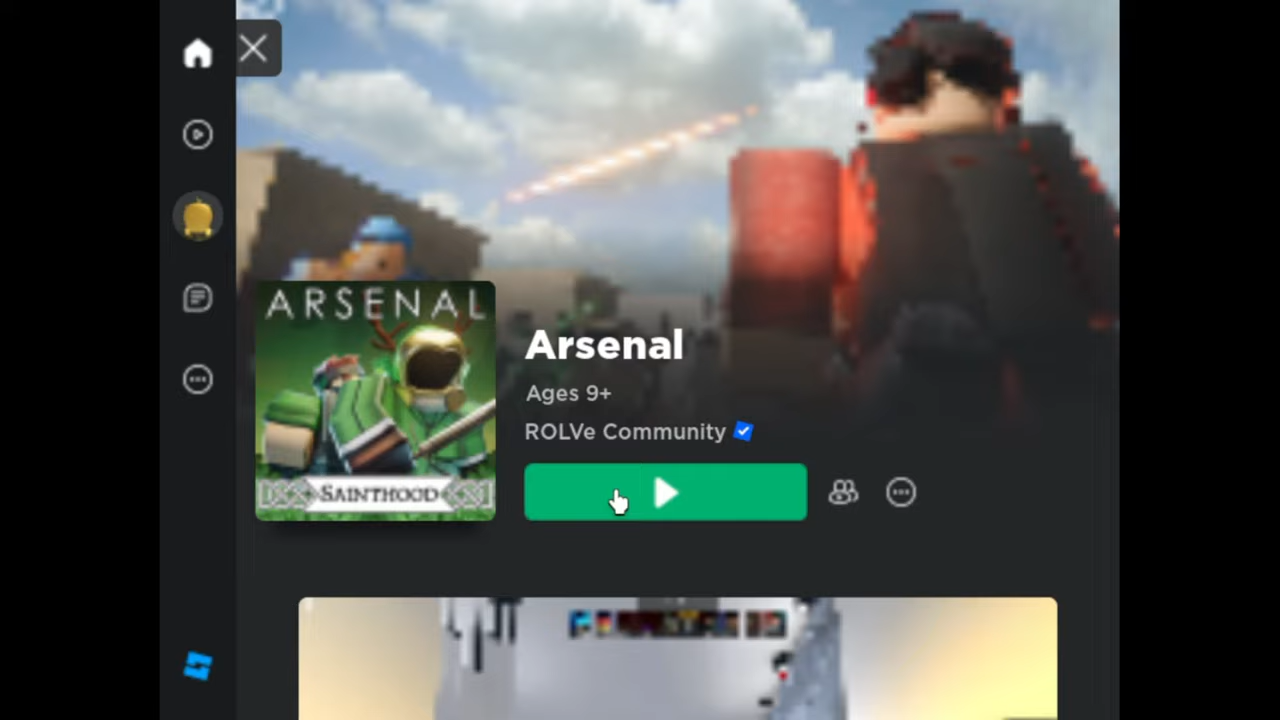 ARSENAL
SAINTHOOD
Arsenal
Ages 9+
ROLVe Community